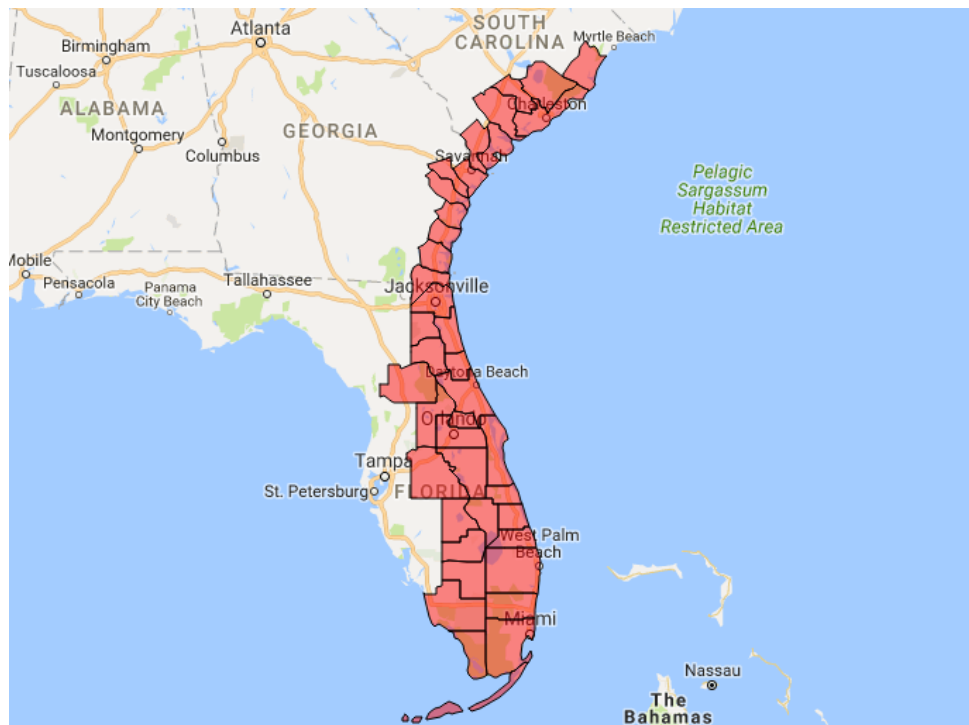 SOUTH
CAROLINA
Myrtle Beach
Atlanta
Birmingham
Tuscaloosa
ALABAMA
Charleston
GEORGIA
Montgomery
Columbus
Savannah
Pelagic
Sargassum
Habitat
Restricted Area
Mobile
Pensacola
Panama
City Beach
Tallahassee
Jacksonville
Daytona Beach
Orlando
Tampa
St. Petersburg
FLORIDA
West Palm
Beach
Miami
Nassau
The
Bahamas